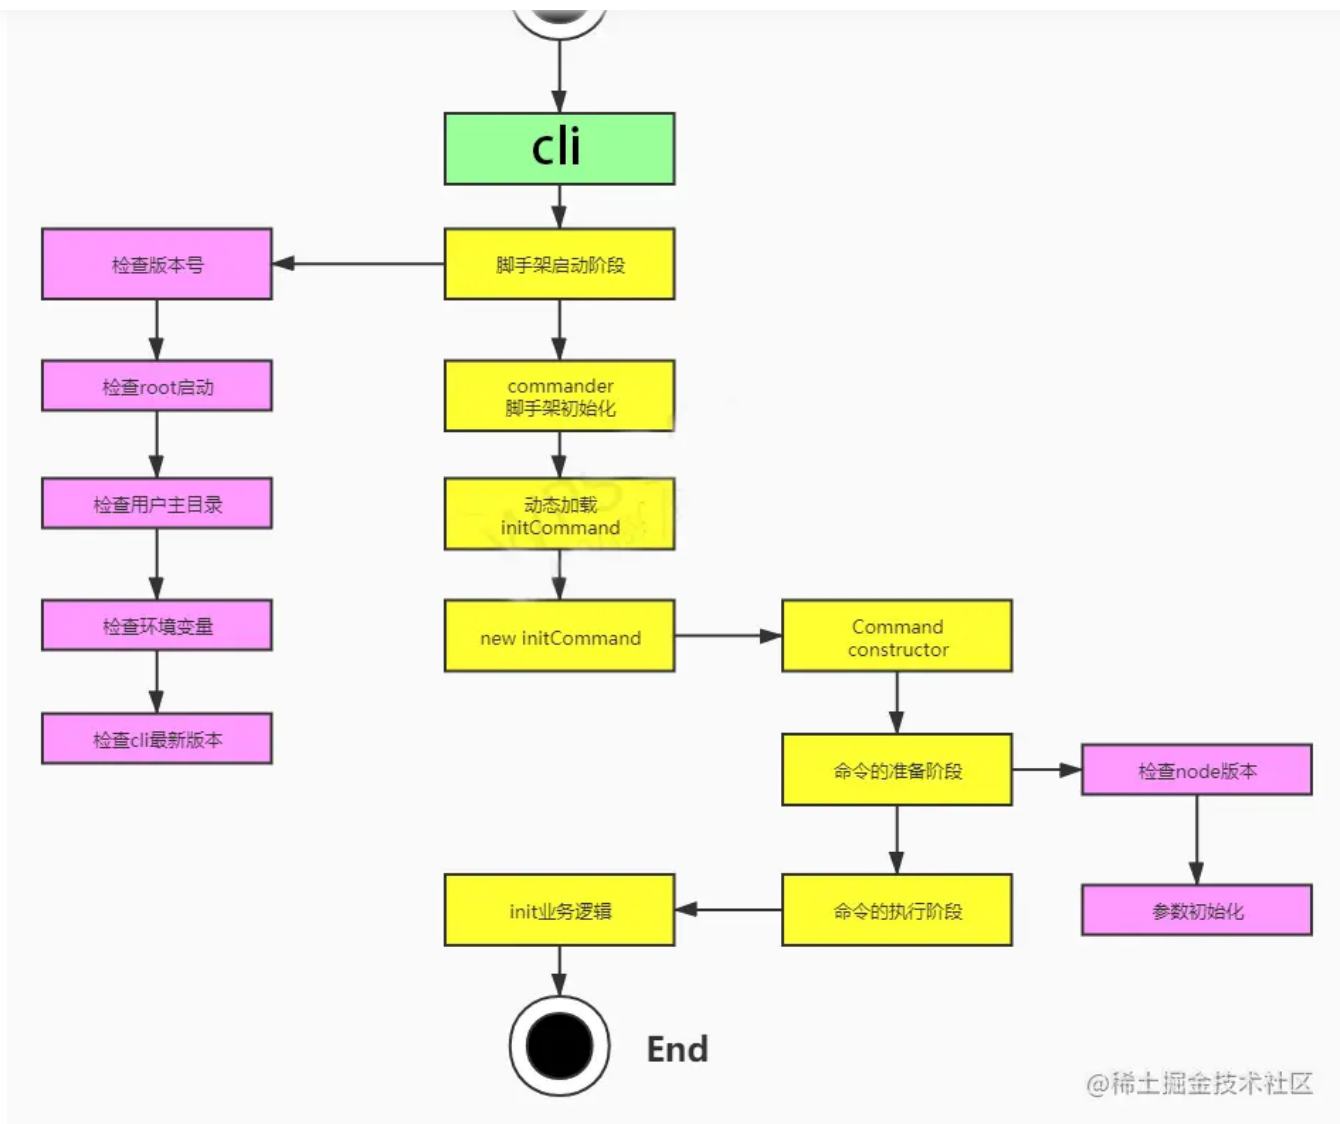 cli
检查版本号
脚手架启动阶段
检查root启动
commander
脚手架初始化
检查用户主目录
动态加载
initCommand
检查环境变量
new initCommand
Command
constructor
检查cli最新版本
命令的准备阶段
检查node版本
init业务逻辑
命令的执行阶段
参数初始化
End
@稀土掘金技术社区